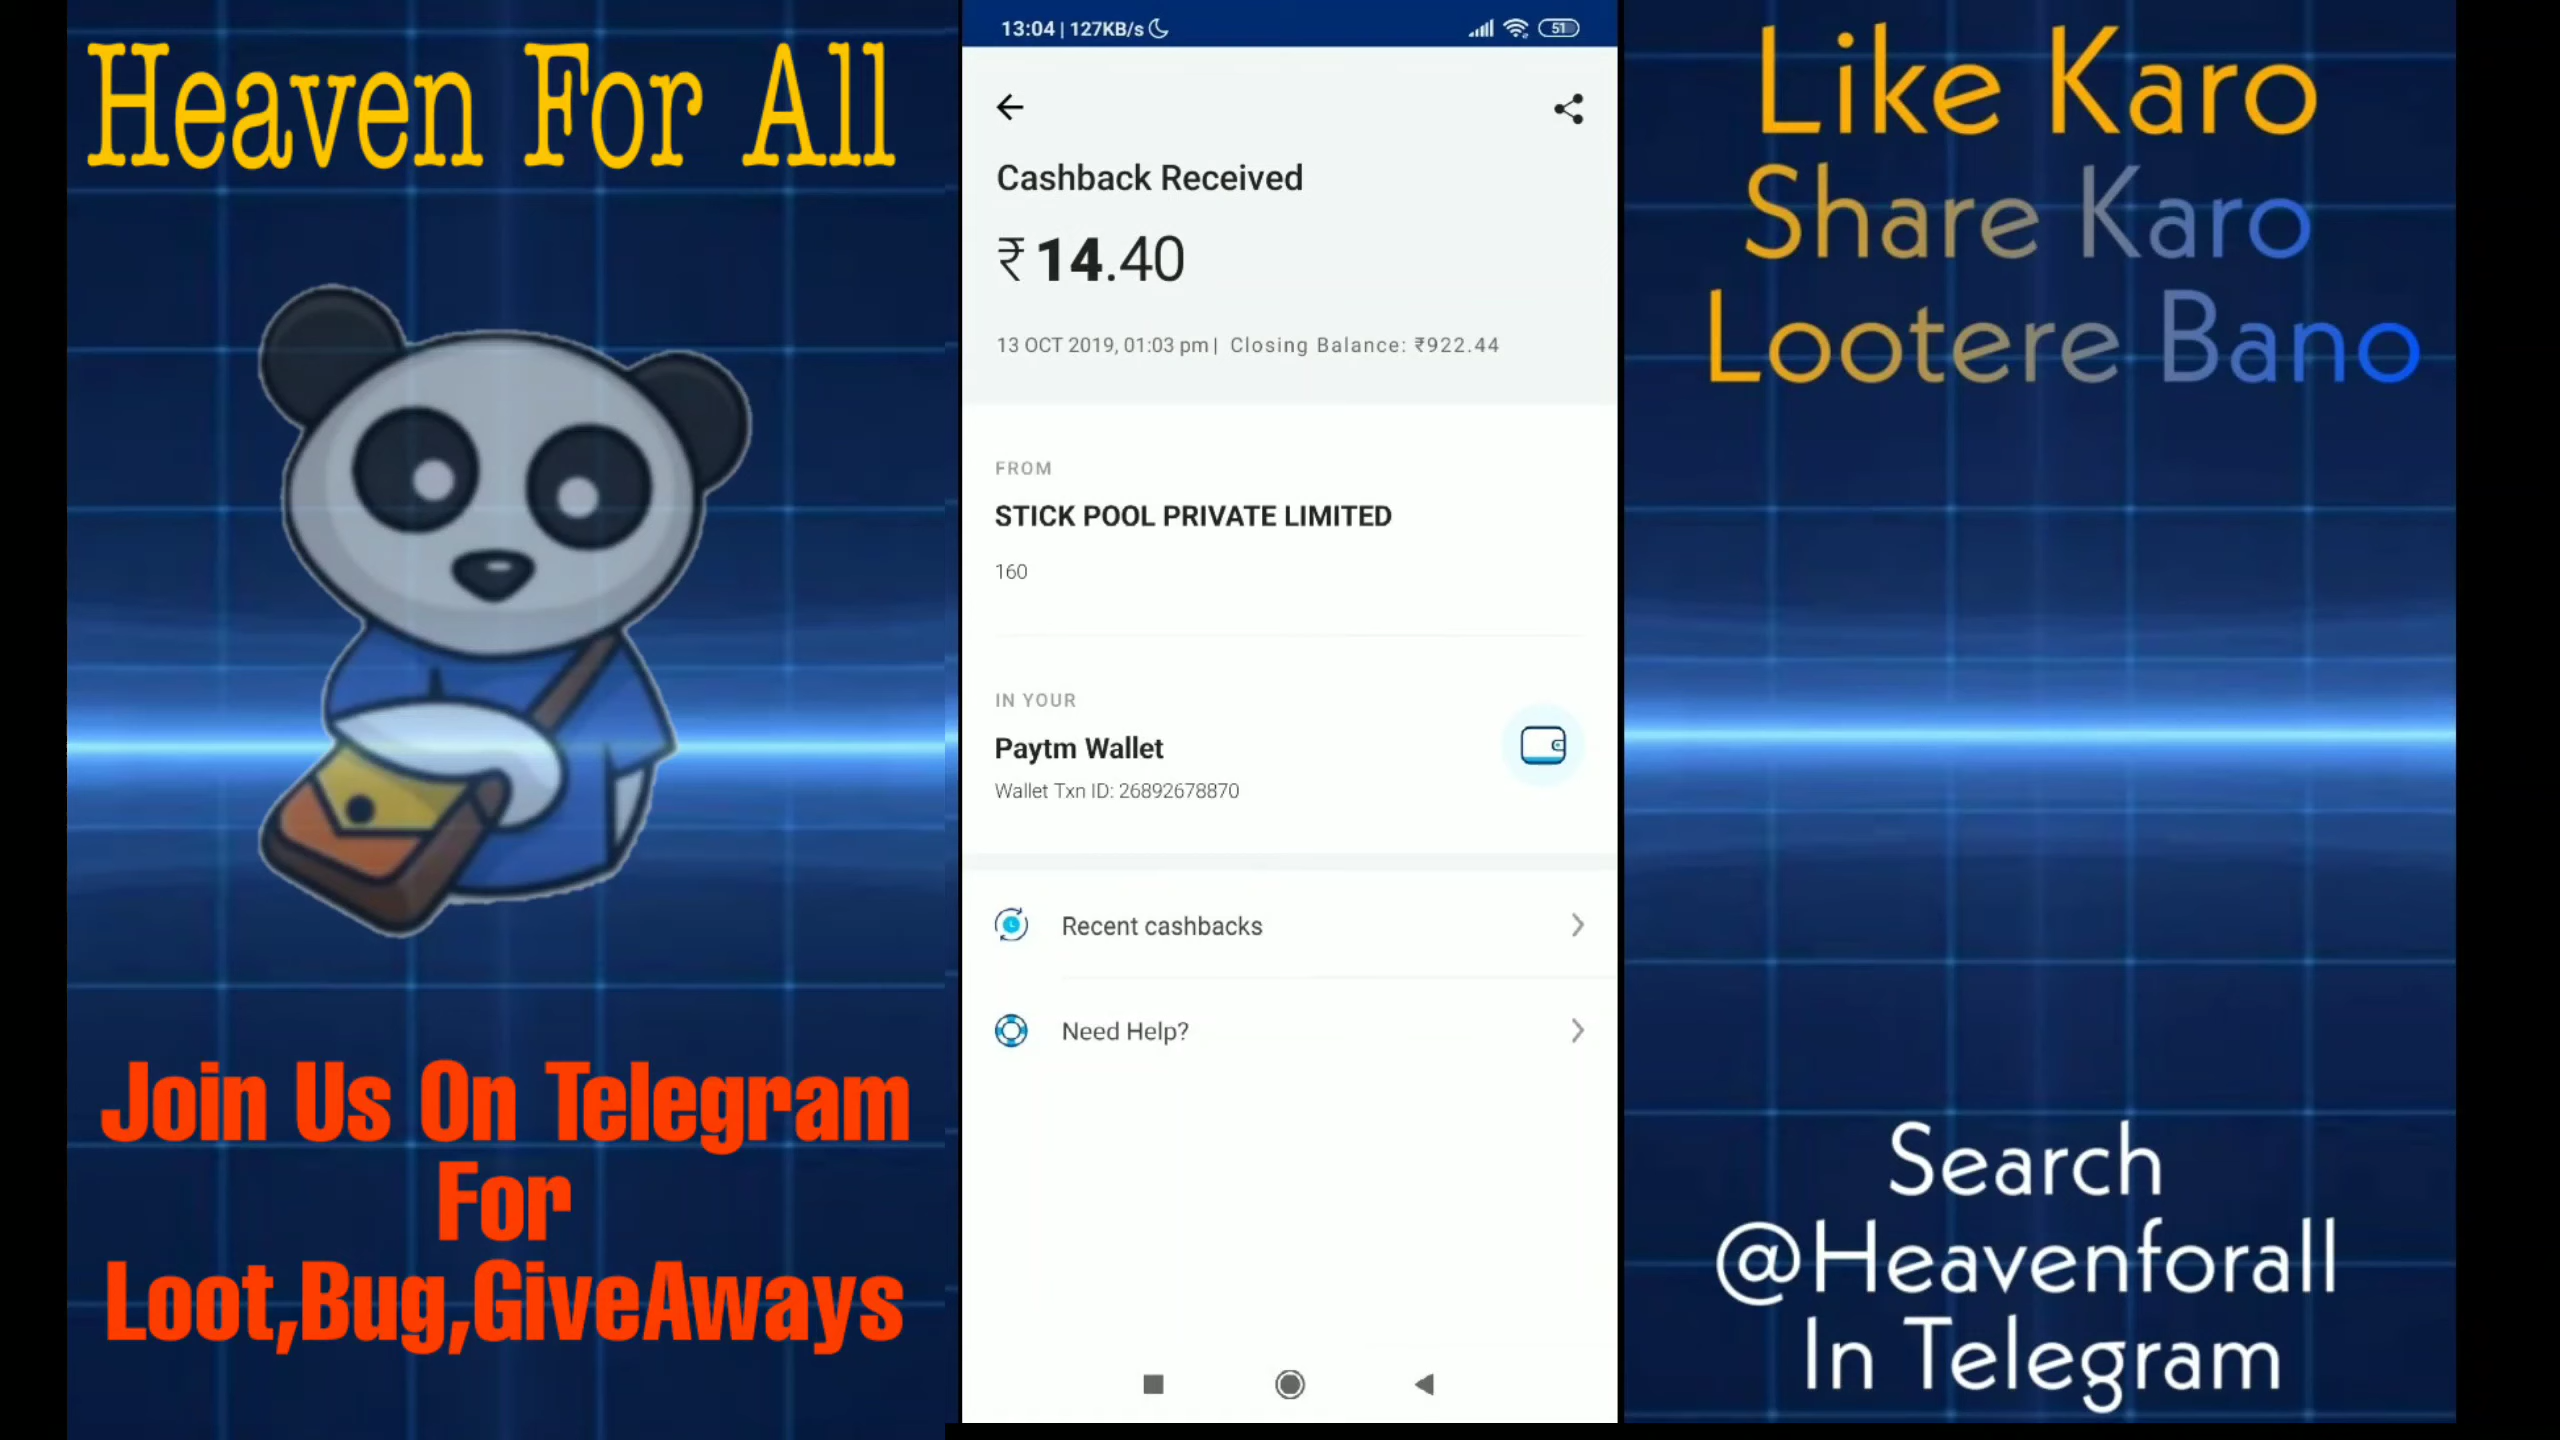 Heaven For All
Join Us On Telegram
For
Loot,Bug,GiveAways
13:04 | 127KB/s
51
Cashback Received
₹ 14.40
13 OCT 2019, 01:03 pm | Closing Balance: ₹922.44
FROM
STICK POOL PRIVATE LIMITED
160
IN YOUR
Paytm Wallet
Wallet Txn ID: 26892678870
Recent cashbacks
Need Help?
Like Karo
Share Karo
Lootere Bano
Search
@Heavenforall
In Telegram